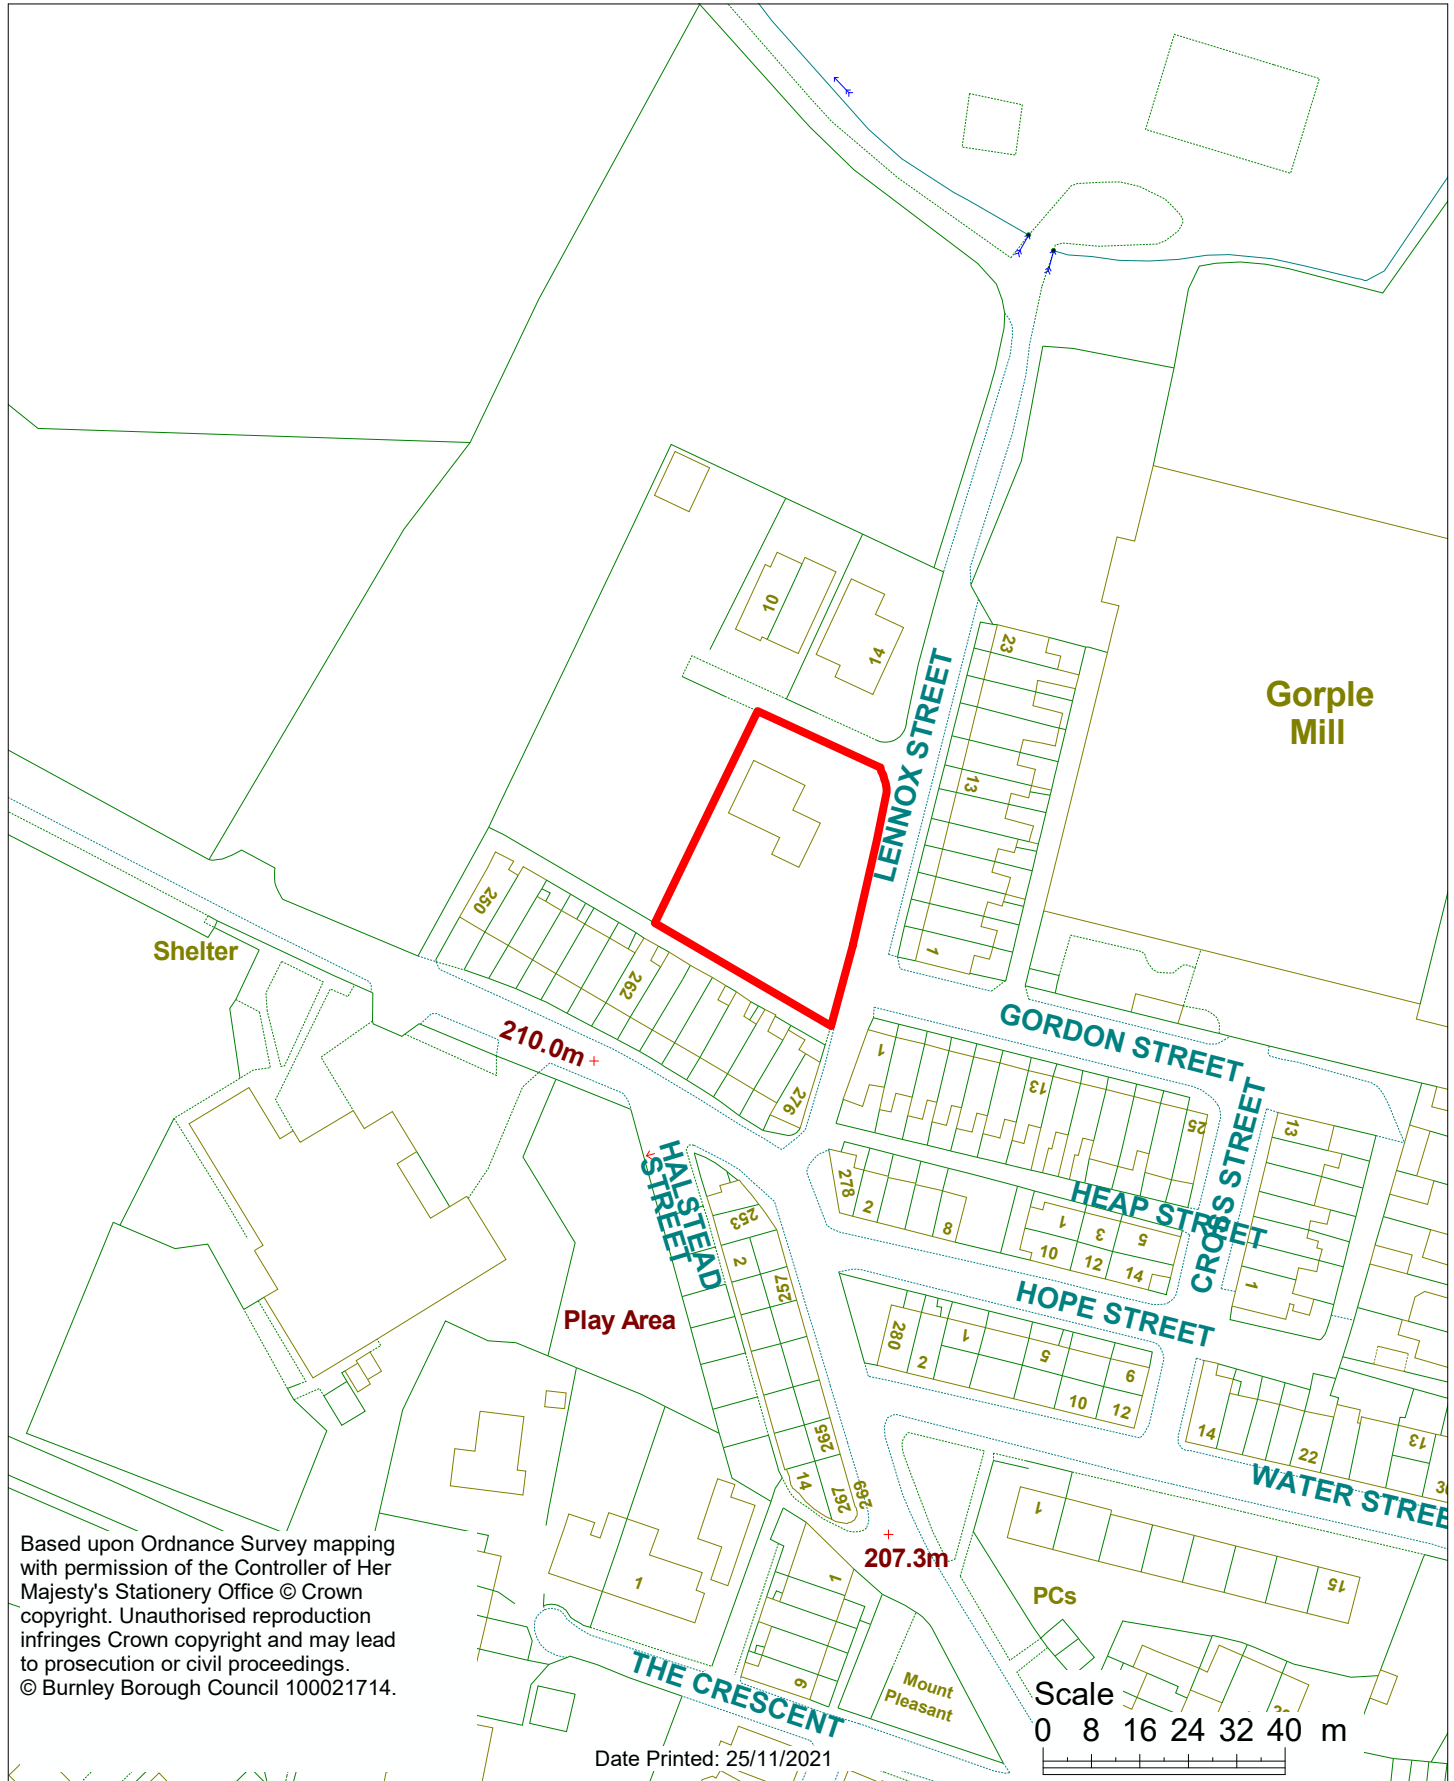 10
14
23
LENNOX STREET
Gorple
Mill
13
1
250
262
276
Shelter
210.0m
GORDON STREET
1
13
25
CROSS STREET
13
1
HALSTEAD
STREET
278
2
8
HEAP STREET
1
3
5
10
12
14
253
2
257
HOPE STREET
Play Area
280
2
1
5
9
10
12
265
14
267
269
14
22
13
30
WATER STREE
207.3m
1
15
PCs
1
1
9
Mount
Pleasant
THE CRESCENT
Based upon Ordnance Survey mapping
with permission of the Controller of Her
Majesty's Stationery Office © Crown
copyright. Unauthorised reproduction
infringes Crown copyright and may lead
to prosecution or civil proceedings.
© Burnley Borough Council 100021714.
Scale
0 8 16 24 32 40 m
Date Printed: 25/11/2021